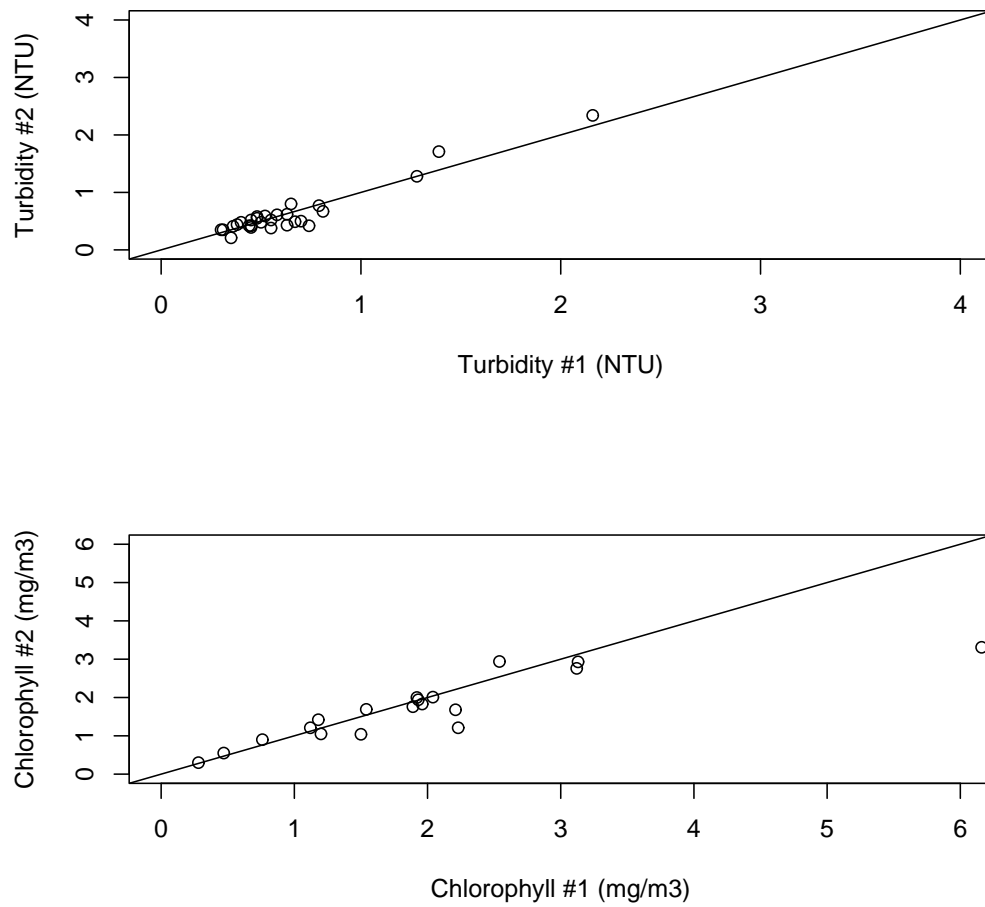 4
3
2
1
0
Turbidity #2 (NTU)
0 1 2 3 4
Turbidity #1 (NTU)
6
5
4
3
2
1
0
Chlorophyll #2 (mg/m3)
0 1 2 3 4 5 6
Chlorophyll #1 (mg/m3)